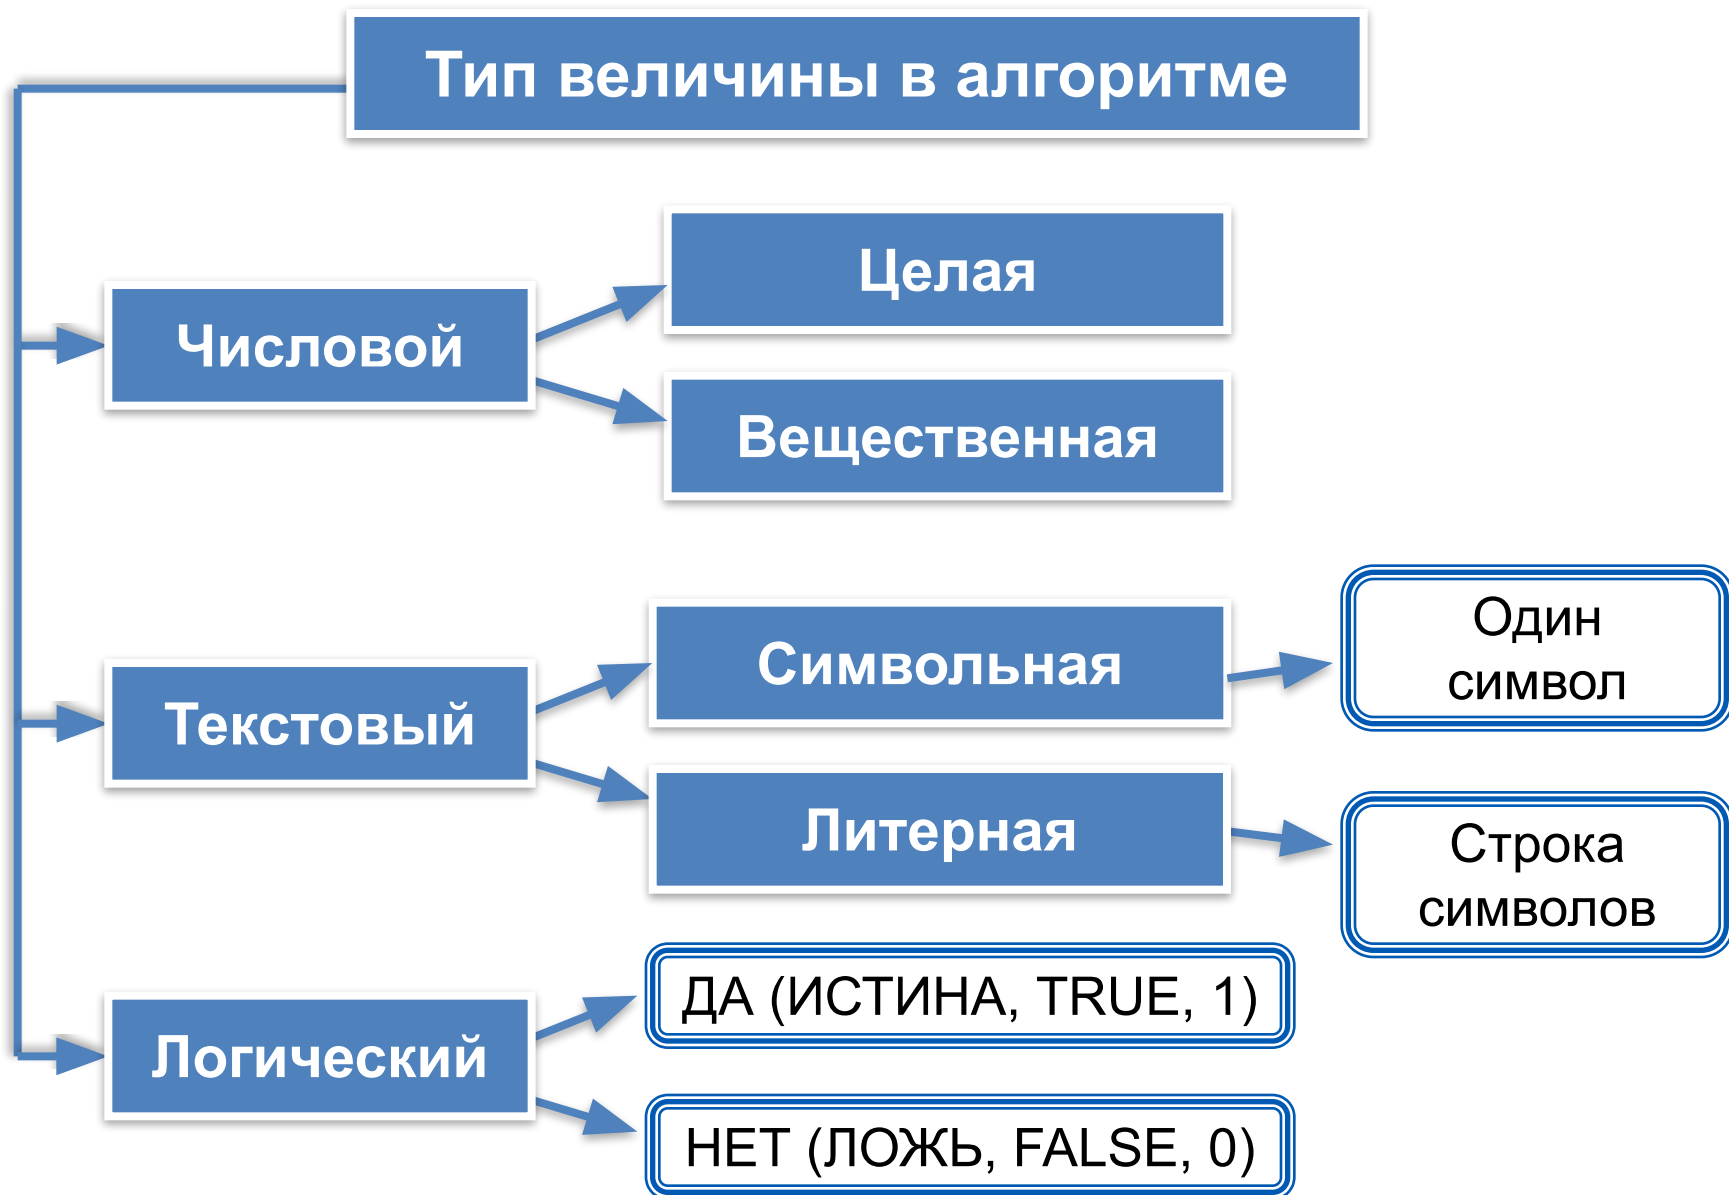 Тип величины в алгоритме
Числовой
Целая
Вещественная
Текстовый
Символьная
Один
символ
Литерная
Строка
символов
Логический
ДА (ИСТИНА, TRUE, 1)
НЕТ (ЛОЖЬ, FALSE, 0)